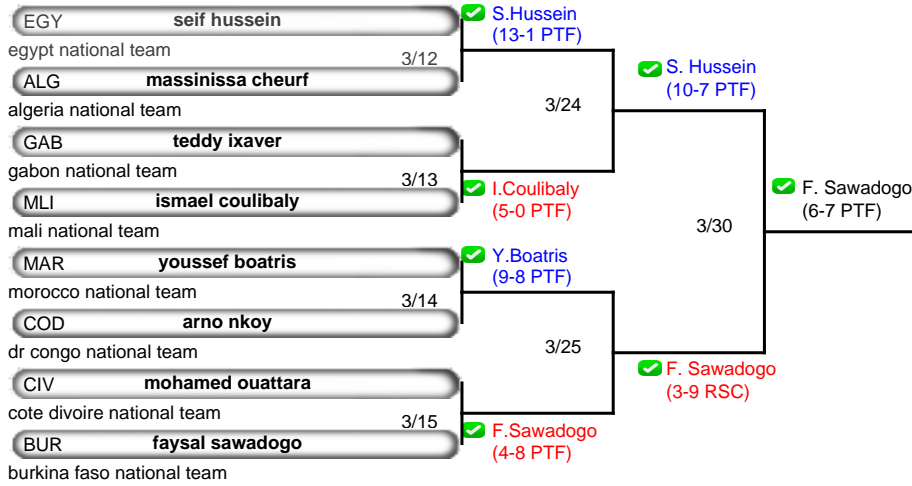 EGY seif hussein
egypt national team
3/12
ALG massinissa cheurf
algeria national team
GAB teddy ixaver
gabon national team
3/13
MLI ismael coulibaly
mali national team
MAR youssef boatris
morocco national team
3/14
COD arno nkoy
dr congo national team
CIV mohamed ouattara
cote divoire national team
3/15
BUR faysal sawadogo
burkina faso national team
S.Hussein
(13-1 PTF)
3/24
I.Coulibaly
(5-0 PTF)
Y.Boatris
(9-8 PTF)
3/25
F.Sawadogo
(4-8 PTF)
S. Hussein
(10-7 PTF)
3/30
F. Sawadogo
(3-9 RSC)
F. Sawadogo
(6-7 PTF)